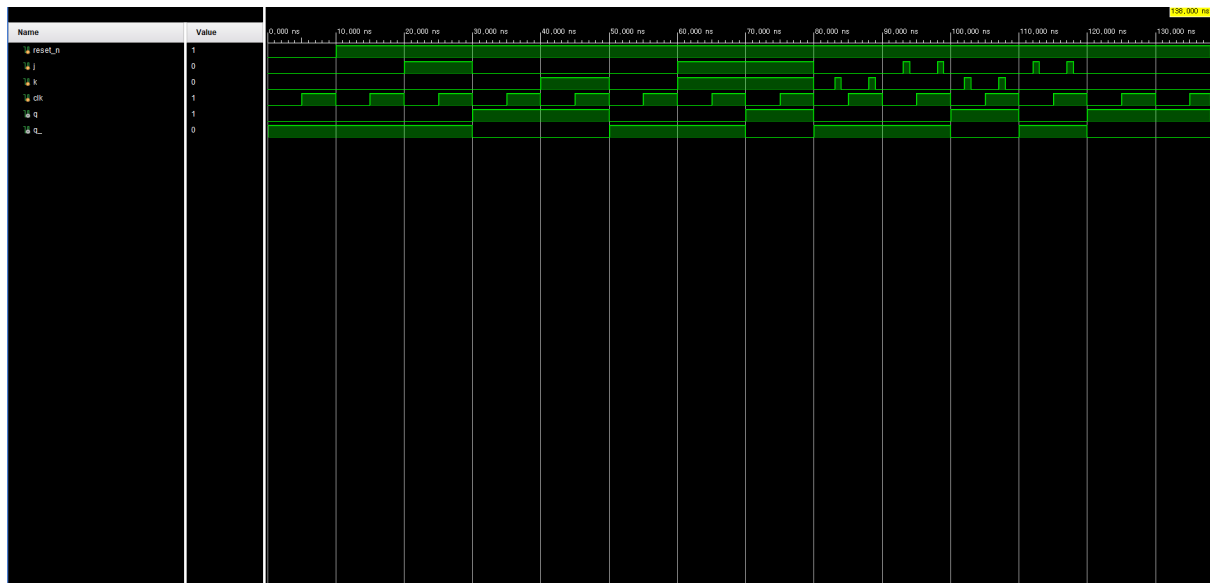 138,000 ns
Name Value 0,000 ns 10,000 ns 20,000 ns 30,000 ns 40,000 ns 50,000 ns 60,000 ns 70,000 ns 80,000 ns 90,000 ns 100,000 ns 110,000 ns 120,000 ns 130,000 ns
reset_n 1
j 0
k 0
clk 1
q 1
q_ 0